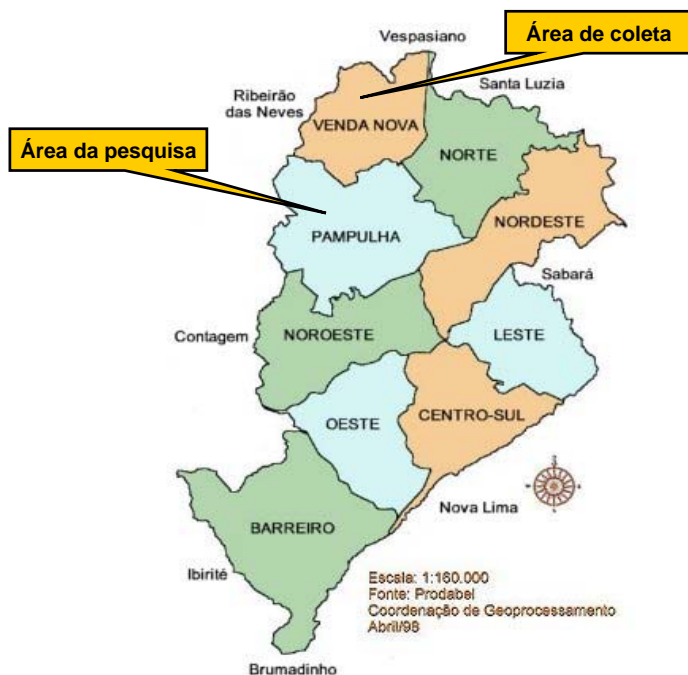 Vespasiano
Área de coleta
Ribeirão
das Neves
Santa Luzia
VENDA NOVA
Área da pesquisa
NORTE
PAMPULHA
NORDESTE
Sabará
Contagem
NOROESTE
LESTE
OESTE
CENTRO-SUL
Nova Lima
BARREIRO
Ibirité
Escala: 1:160.000
Fonte: Prodabel
Coordenação de Geoprocessamento
Abril/98
Brumadinho